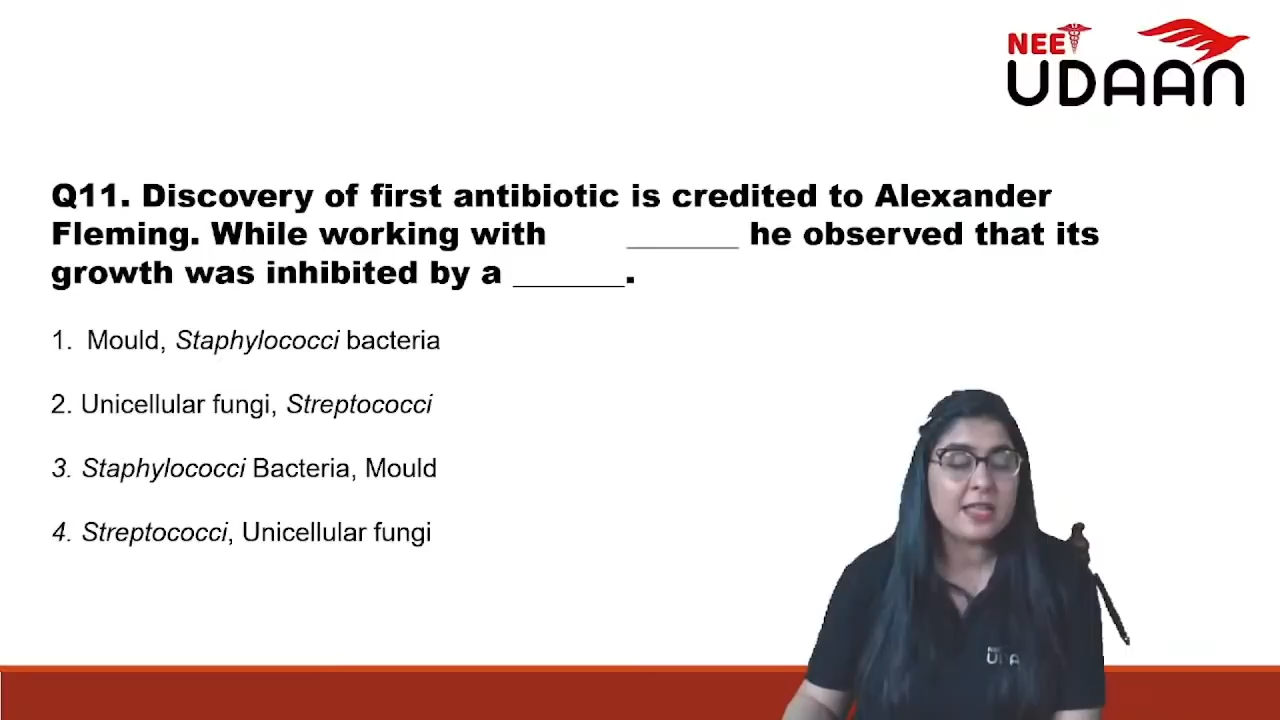 NEET
UDAAN
Q11. Discovery of first antibiotic is credited to Alexander
Fleming. While working with _______ he observed that its
growth was inhibited by a _______.
1. Mould, Staphylococci bacteria
2. Unicellular fungi, Streptococci
3. Staphylococci Bacteria, Mould
4. Streptococci, Unicellular fungi
NEET
UDAAN